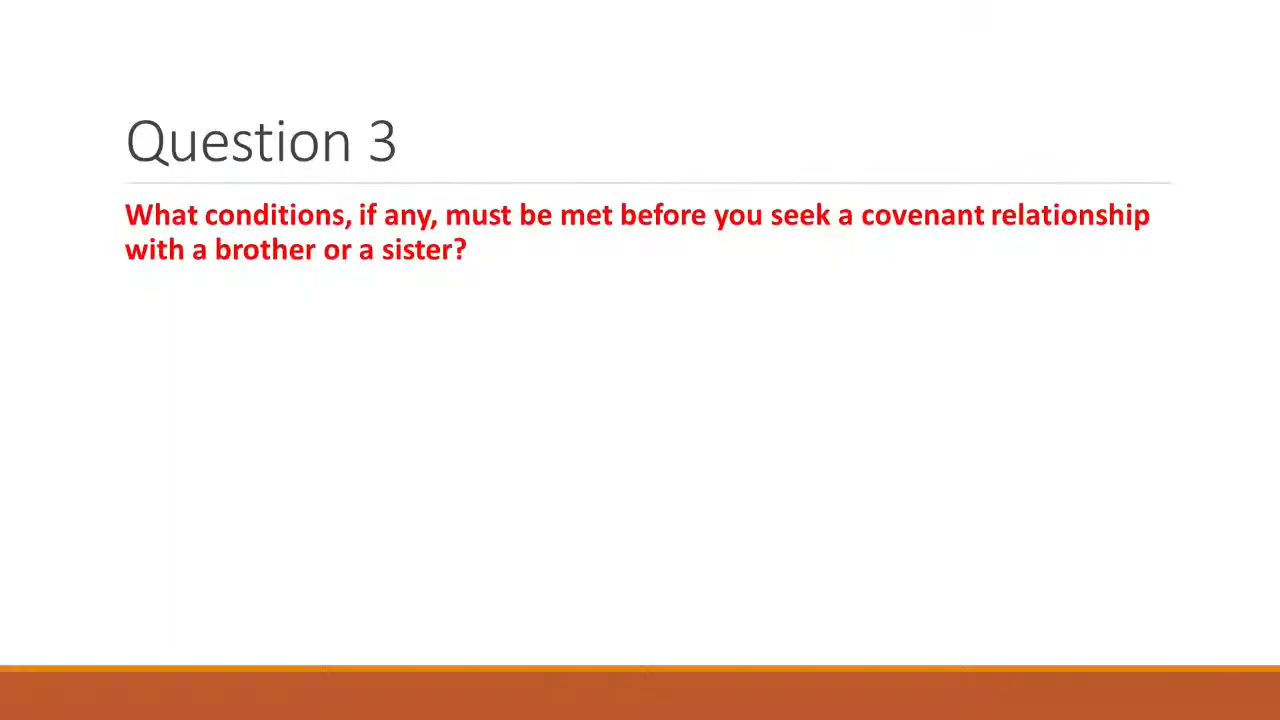 Question 3
What conditions, if any, must be met before you seek a covenant relationship
with a brother or a sister?